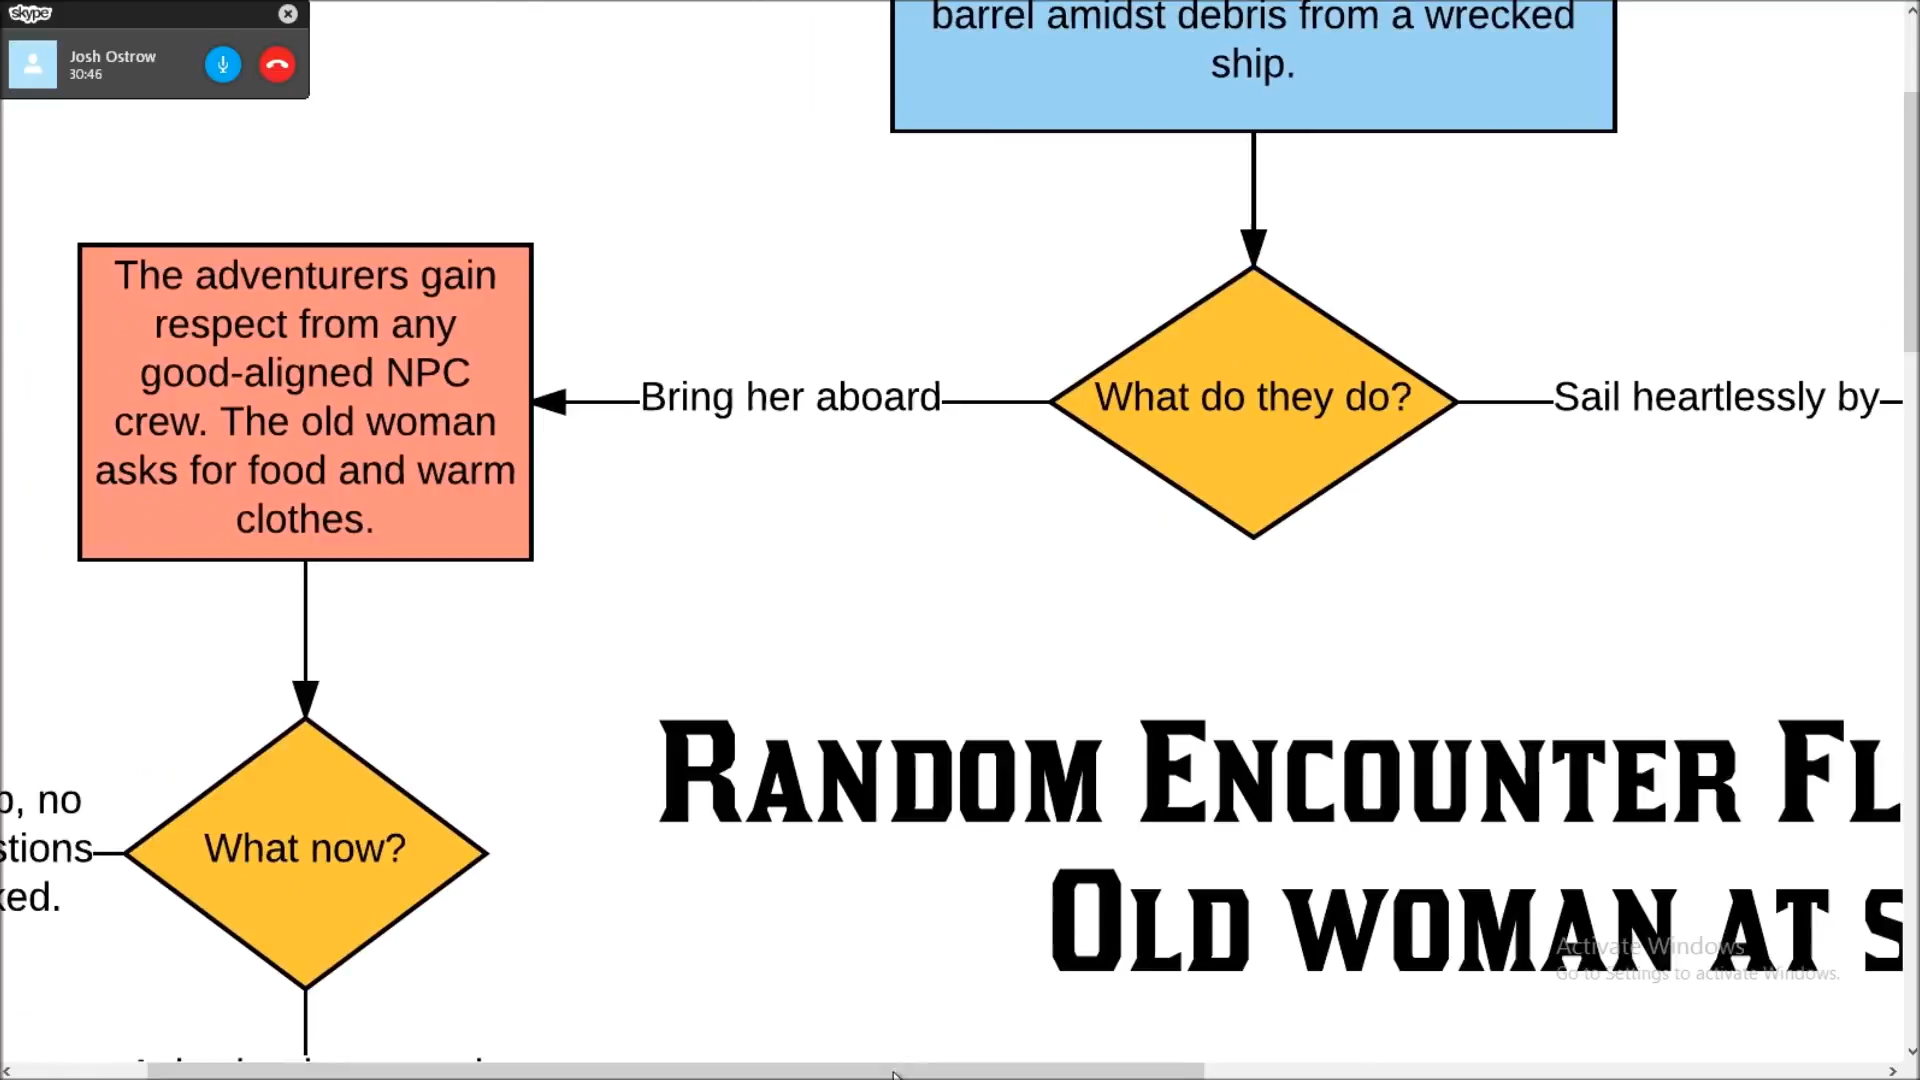 skype
Josh Ostrow
30:46
barrel amidst debris from a wrecked
ship.
The adventurers gain
respect from any
good-aligned NPC
crew. The old woman
asks for food and warm
clothes.
Bring her aboard
What do they do?
Sail heartlessly by
Random Encounter Fl
Old woman at s
, no
stions
ked.
What now?
Activate Windows
Go to Settings to activate Windows.